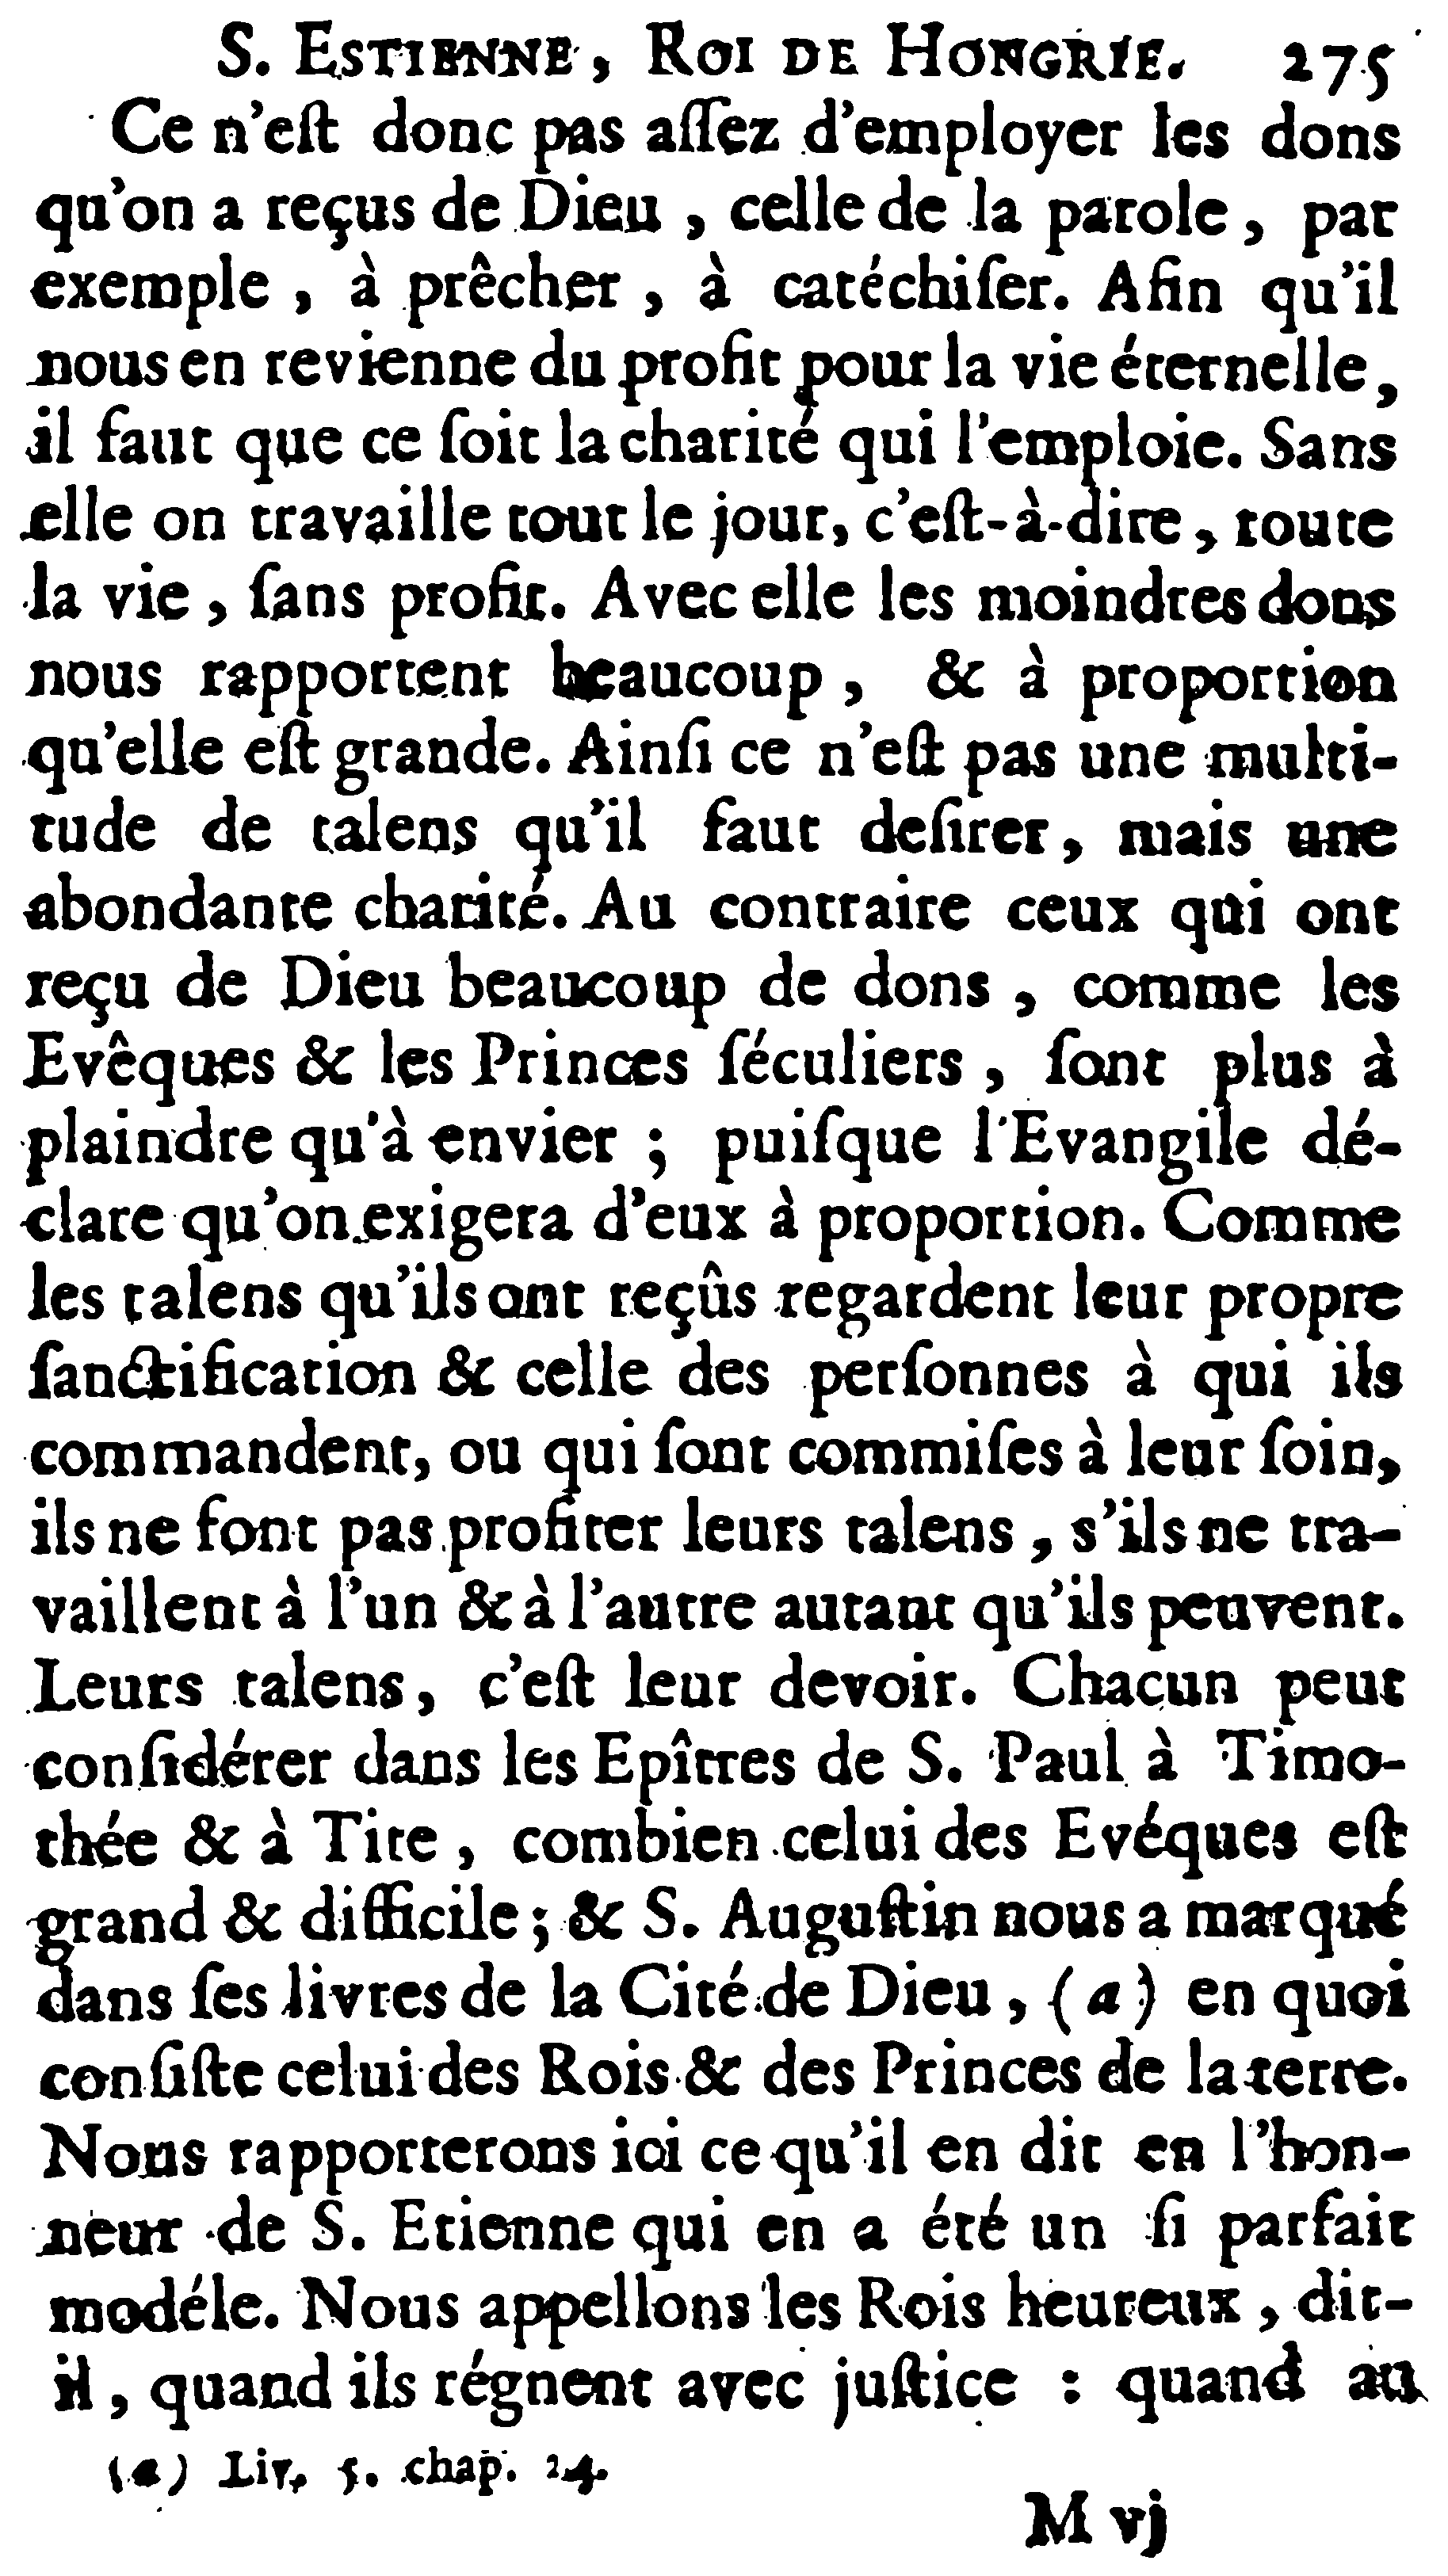 S. ESTIENNE, ROI DE HONGRIE. 275
Ce n'eſt donc pas aſſez d'employer les dons
qu'on a reçus de Dieu, celle de la parole, par
exemple, à prêcher, à catéchiſer. Afin qu'il
nous en revienne du profit pour la vie éternelle,
il faut que ce ſoit la charité qui l'emploie. Sans
elle on travaille tout le jour, c'eſt-à-dire, toute
la vie, ſans profit. Avec elle les moindres dons
nous rapportent beaucoup, & à proportion
qu'elle eſt grande. Ainſi ce n'eſt pas une multi-
tude de talens qu'il faut deſirer, mais une
abondante charité. Au contraire ceux qui ont
reçu de Dieu beaucoup de dons, comme les
Evêques & les Princes ſéculiers, ſont plus à
plaindre qu'à envier; puiſque l'Evangile dé-
clare qu'on exigera d'eux à proportion. Comme
les talens qu'ils ont reçûs regardent leur propre
ſanctification & celle des perſonnes à qui ils
commandent, ou qui ſont commiſes à leur ſoin,
ils ne font pas profiter leurs talens, s'ils ne tra-
vaillent à l'un & à l'autre autant qu'ils peuvent.
Leurs talens, c'eſt leur devoir. Chacun peut
conſidérer dans les Epîtres de S. Paul à Timo-
thée & à Tite, combien celui des Evéques eſt
grand & difficile; & S. Auguſtin nous a marqué
dans ſes livres de la Cité de Dieu, (a) en quoi
conſiſte celui des Rois & des Princes de la terre.
Nous rapporterons ici ce qu'il en dit en l'hon-
neur de S. Etienne qui en a été un ſi parfait
modéle. Nous appellons les Rois heureux, dit-
il, quand ils régnent avec juſtice : quand au
(a) Liv. 5. chap. 24.
M vj